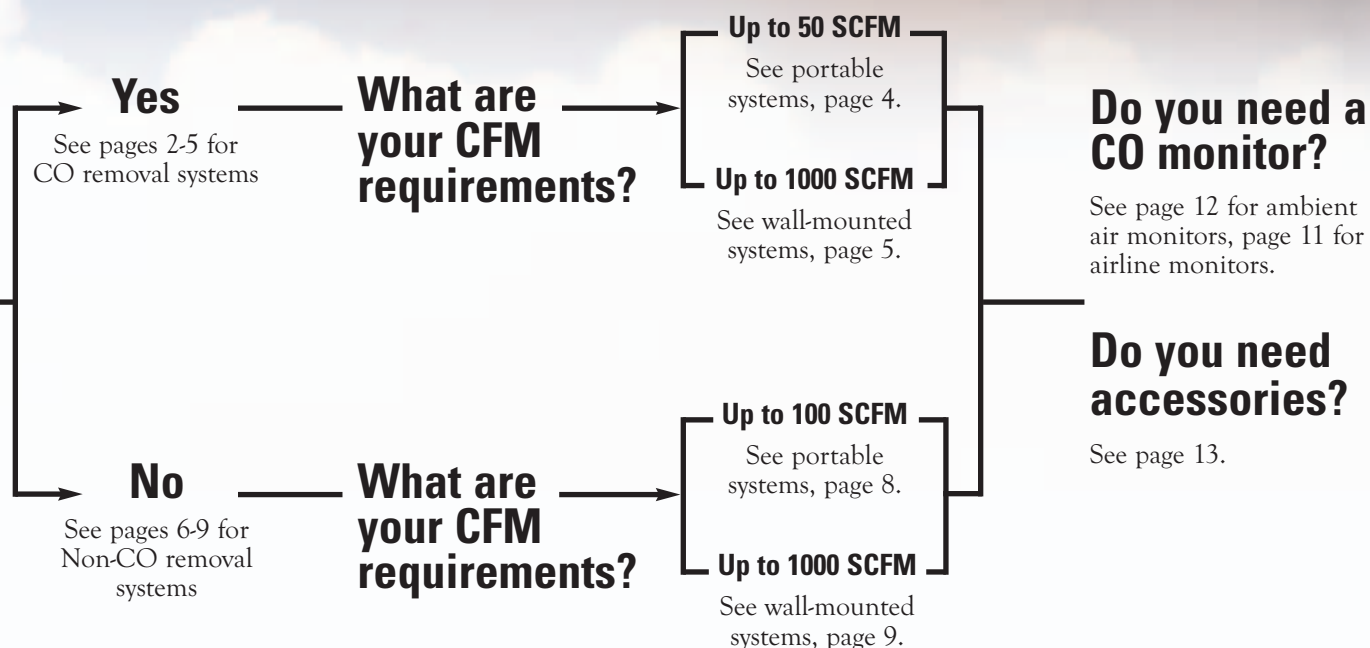 Yes
See pages 2-5 for
CO removal systems
What are
your CFM
requirements?
Up to 50 SCFM
See portable
systems, page 4.
Up to 1000 SCFM
See wall-mounted
systems, page 5.
No
See pages 6-9 for
Non-CO removal
systems
What are
your CFM
requirements?
Up to 100 SCFM
See portable
systems, page 8.
Up to 1000 SCFM
See wall-mounted
systems, page 9.
Do you need a
CO monitor?
See page 12 for ambient
air monitors, page 11 for
airline monitors.
Do you need
accessories?
See page 13.